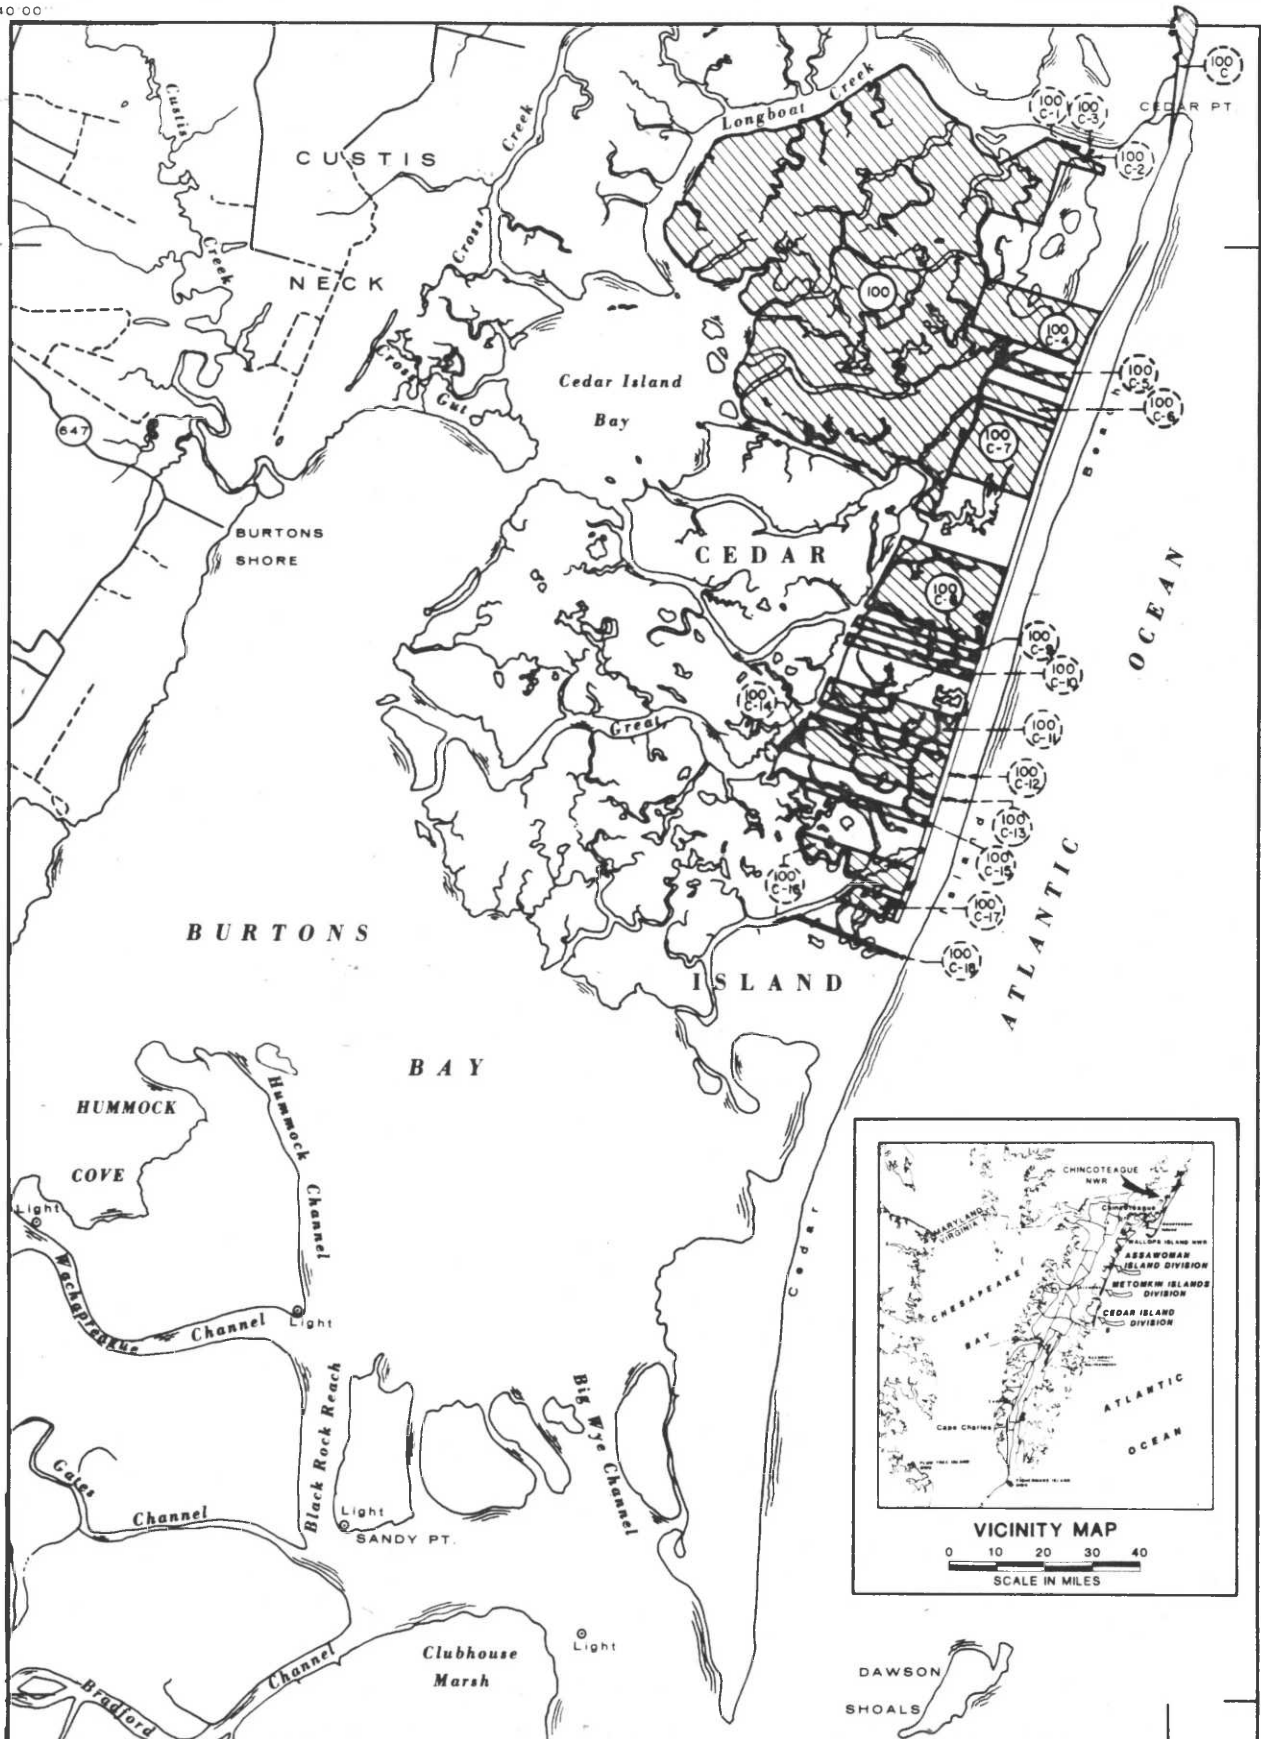 40'00"
100
C
CEDAR PT.
100
C-1
100
C-3
100
C-2
Longboat Creek
Custis
Creek
CUSTIS
NECK
Creek
Cross
Cross
Gut
647
Cedar Island
Bay
100
100
C-4
100
C-5
100
C-6
100
C-7
Beach
BURTONS
SHORE
CEDAR
OCEAN
100
100
C-9
100
C-10
100
C-14
100
C-11
Great
100
C-12
100
C-13
100
C-15
100
C-16
100
C-17
100
C-18
ATLANTIC
BURTONS
ISLAND
BAY
HUMMOCK
COVE
Hummock
Channel
Light
Wachapreague
Channel
Light
Cedar
Black Rock Reach
Big Wye Channel
Gates
Channel
Light
SANDY PT.
Light
Clubhouse
Marsh
Channel
Bradford
DAWSON
SHOALS
CHINCOTEAGUE
NWR
Chincoteague
MARYLAND
VIRGINIA
WALLOPS ISLAND NWR
ASSAWOMAN
ISLAND DIVISION
METOMKIN ISLANDS
DIVISION
CEDAR ISLAND
DIVISION
CHESAPEAKE
BAY
ATLANTIC
OCEAN
Cape Charles
VICINITY MAP
0 10 20 30 40
SCALE IN MILES